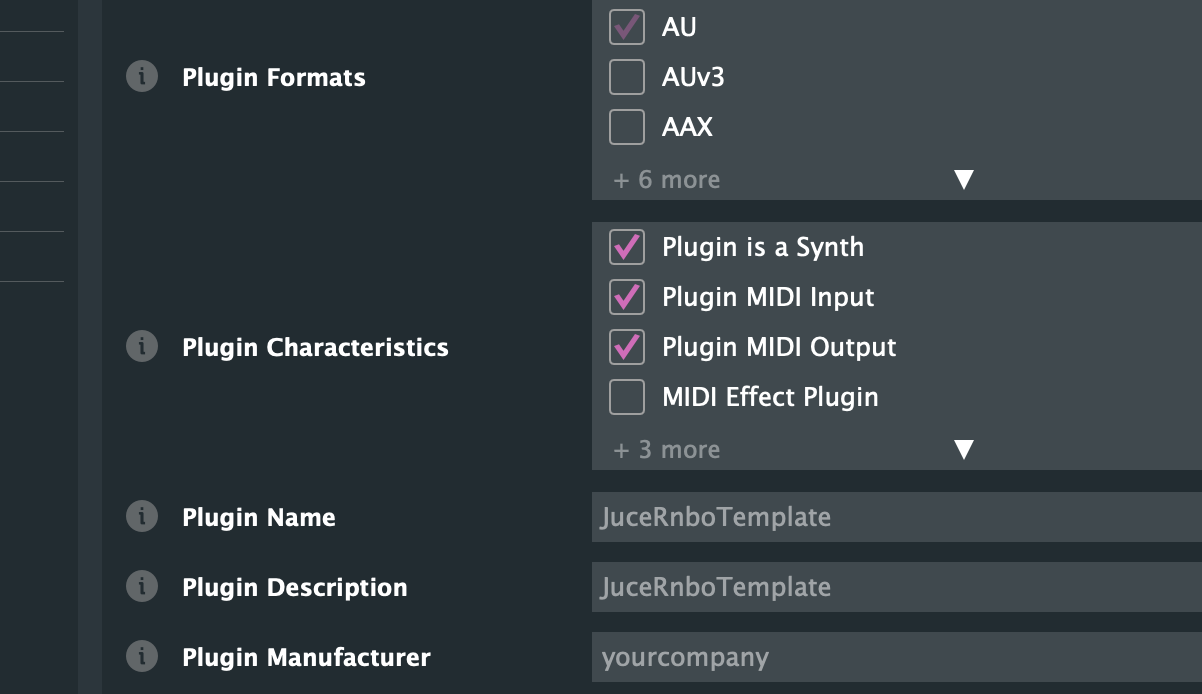 AU
Plugin Formats
AUv3
AAX
+ 6 more
Plugin is a Synth
Plugin MIDI Input
Plugin Characteristics
Plugin MIDI Output
MIDI Effect Plugin
+ 3 more
Plugin Name
JuceRnboTemplate
Plugin Description
JuceRnboTemplate
Plugin Manufacturer
yourcompany